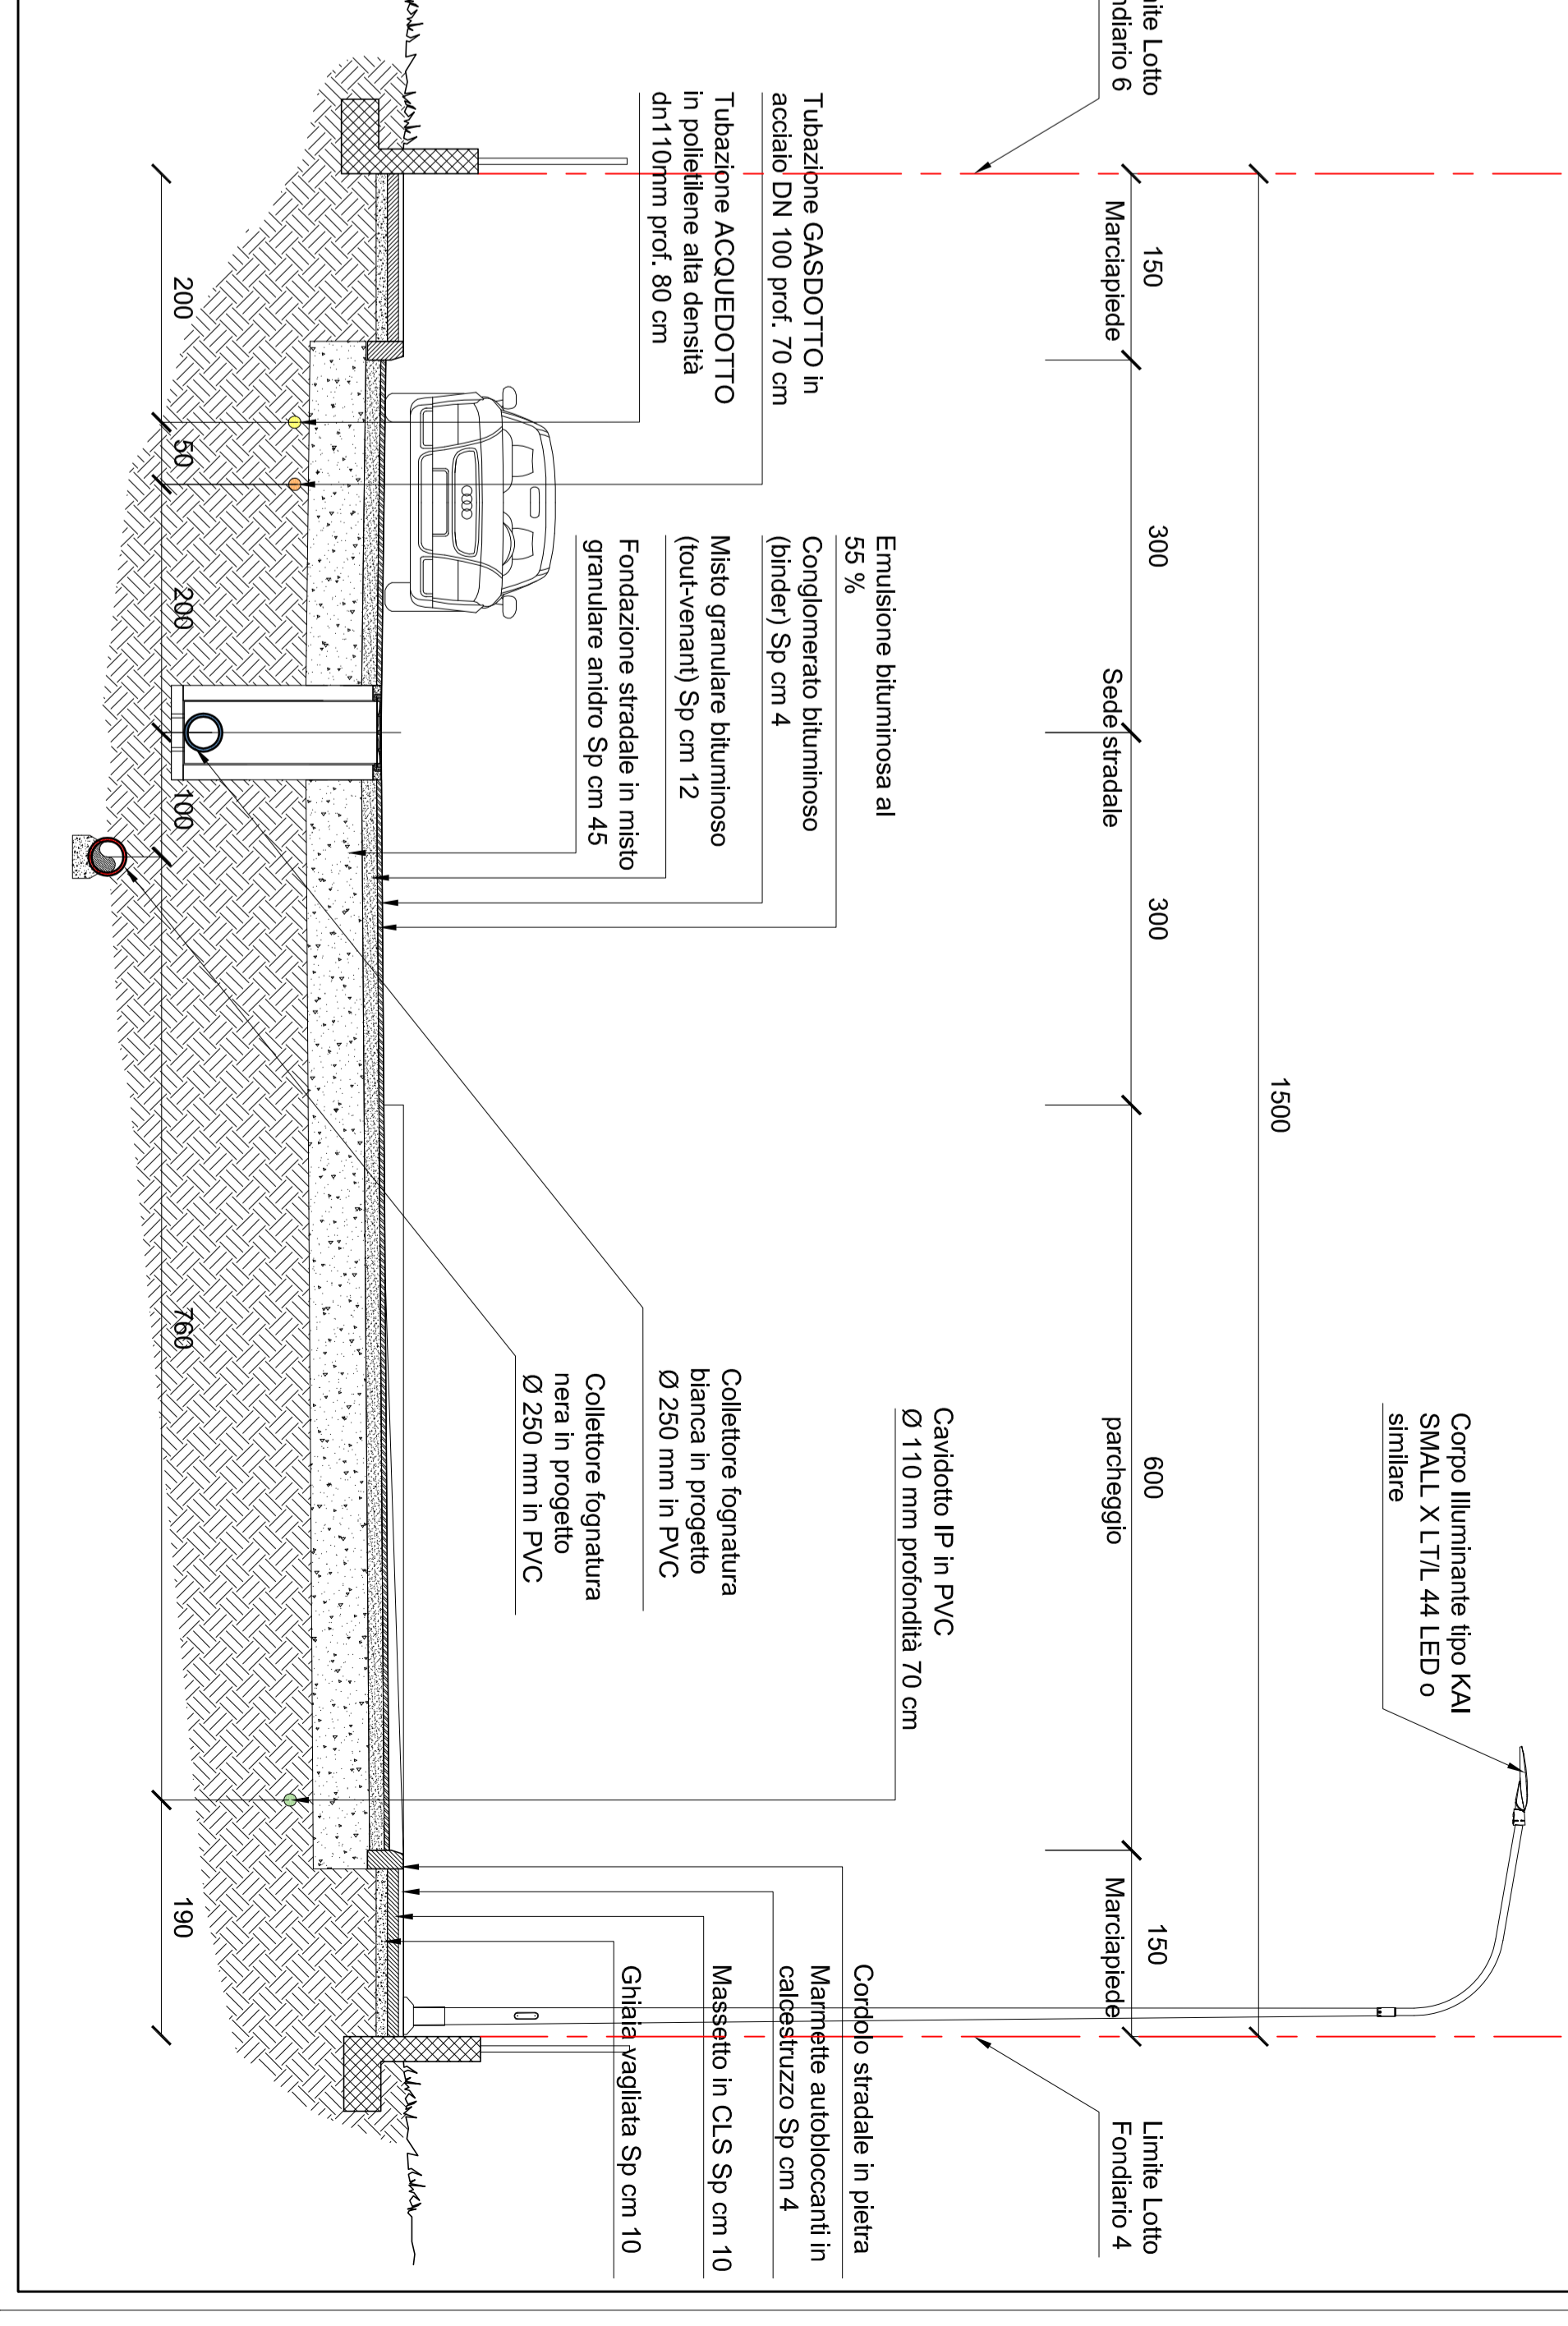 Corpo Illuminante tipo KAI
SMALL X LT/L 44 LED o
similare
1500
Lotto
6
Limite Lotto
Fondiario 4
150
300
300
600
150
Marciapiede
Sede stradale
parcheggio
Marciapiede
Cavidotto IP in PVC
Ø 110 mm profondità 70 cm
Emulsione bituminosa al
55 %
Conglomerato bituminoso
(binder) Sp cm 4
Misto granulare bituminoso
(tout-venant) Sp cm 12
Fondazione stradale in misto
granulare anidro Sp cm 45
Tubazione GASDOTTO in
acciaio DN 100 prof. 70 cm
Tubazione ACQUEDOTTO
in polietilene alta densità
dn110mm prof. 80 cm
Collettore fognatura
bianca in progetto
Ø 250 mm in PVC
Collettore fognatura
nera in progetto
Ø 250 mm in PVC
Cordolo stradale in pietra
Marmette autobloccanti in
calcestruzzo Sp cm 4
Massetto in CLS Sp cm 10
Ghiaia vagliata Sp cm 10
200
50
200
100
760
190